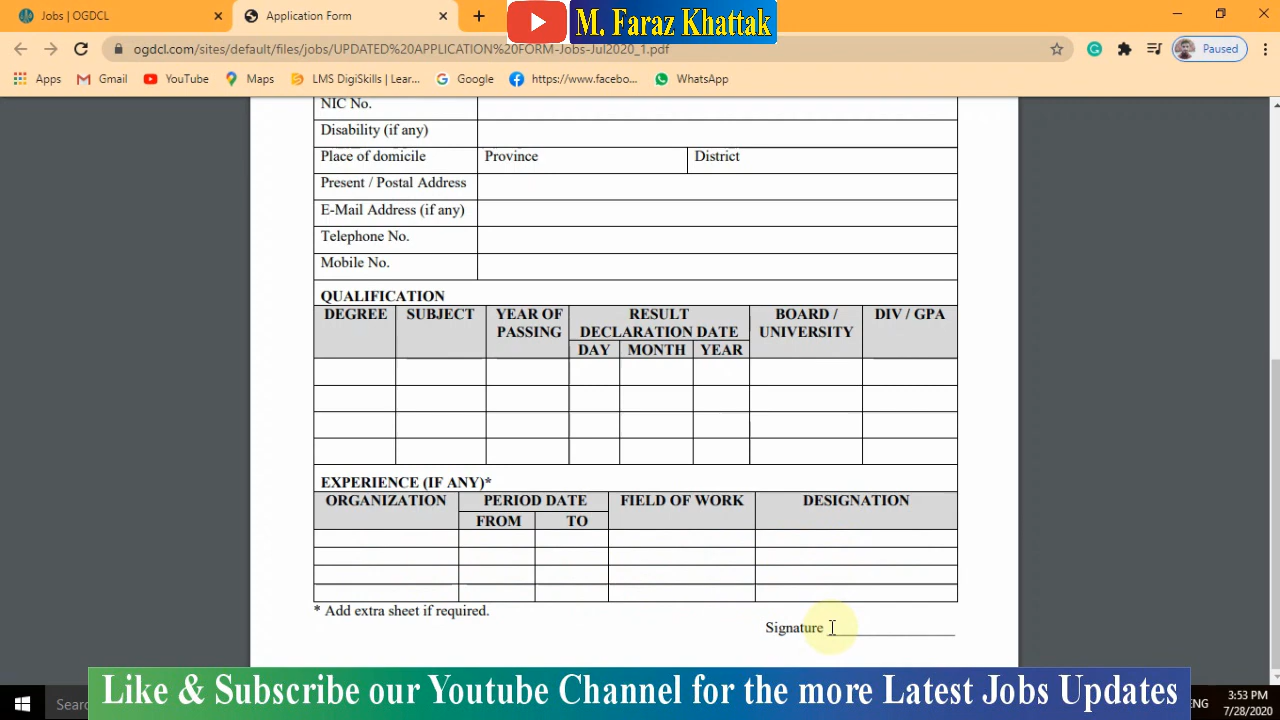 Jobs | OGDCL
Application Form
M. Faraz Khattak
ogdcl.com/sites/default/files/jobs/UPDATED%20APPLICATION%20FORM-Jobs-Jul2020_1.pdf
Paused
Apps
Gmail
YouTube
Maps
LMS DigiSkills | Lear...
Google
https://www.facebo...
WhatsApp
NIC No.
Disability (if any)
Place of domicile Province District
Present / Postal Address
E-Mail Address (if any)
Telephone No.
Mobile No.
QUALIFICATION
DEGREE SUBJECT YEAR OF PASSING RESULT DECLARATION DATE BOARD / UNIVERSITY DIV / GPA
DAY MONTH YEAR
EXPERIENCE (IF ANY)*
ORGANIZATION PERIOD DATE FIELD OF WORK DESIGNATION
FROM TO
* Add extra sheet if required.
Signature
Like & Subscribe our Youtube Channel for the more Latest Jobs Updates
Sear
ENG
3:53 PM
7/28/2020